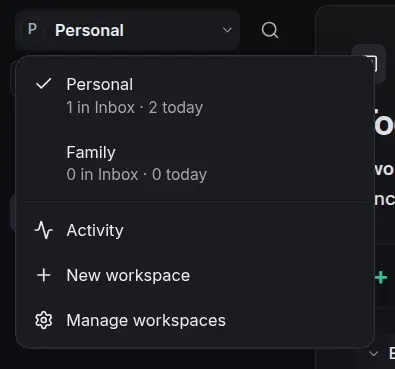 P Personal
Personal
1 in Inbox · 2 today
Family
0 in Inbox · 0 today
Activity
New workspace
Manage workspaces